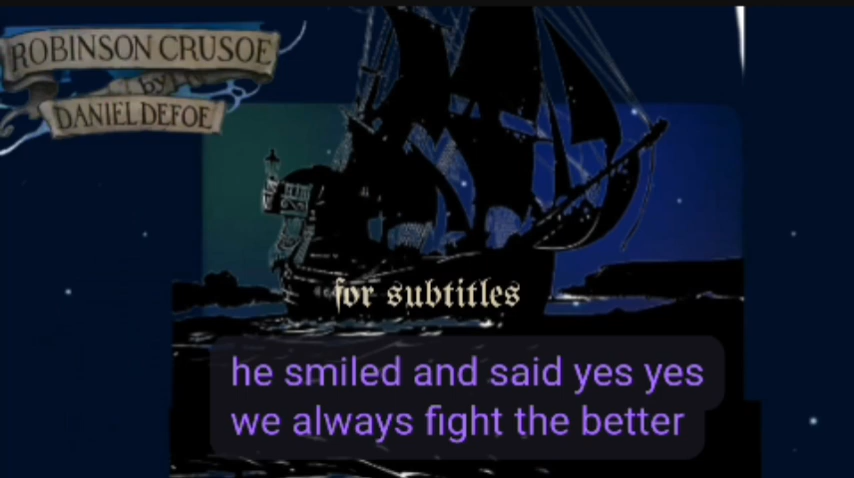 ROBINSON CRUSOE
by
DANIEL DEFOE
for subtitles
he smiled and said yes yes
we always fight the better